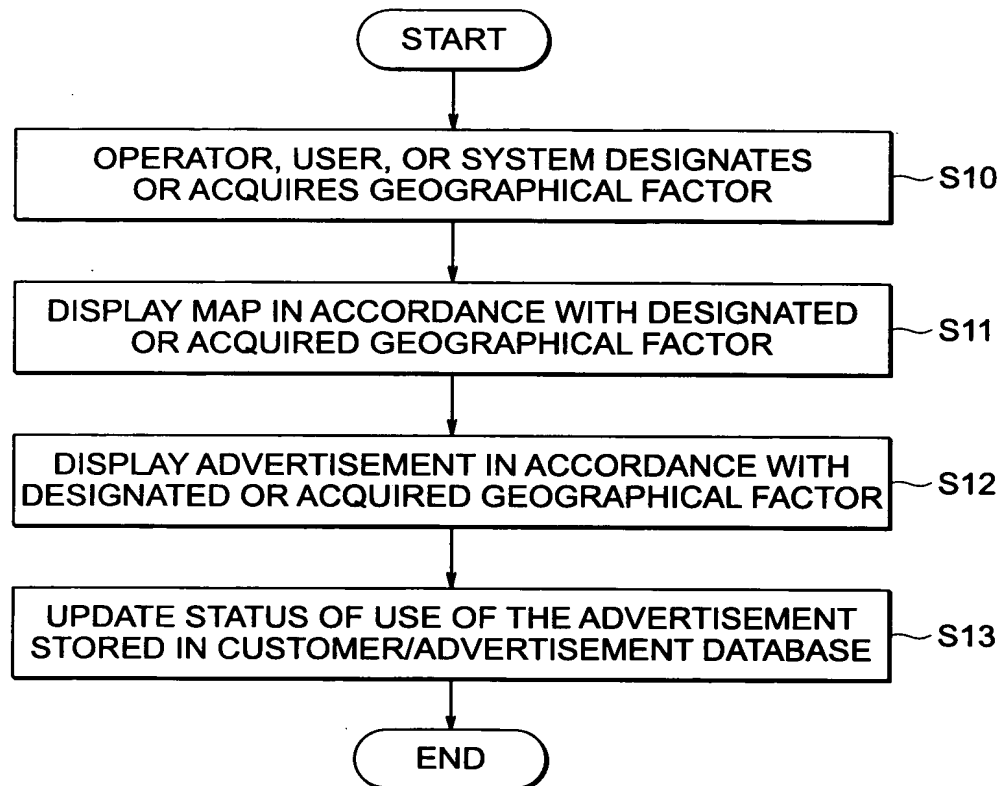 START
OPERATOR, USER, OR SYSTEM DESIGNATES
OR ACQUIRES GEOGRAPHICAL FACTOR
S10
DISPLAY MAP IN ACCORDANCE WITH DESIGNATED
OR ACQUIRED GEOGRAPHICAL FACTOR
S11
DISPLAY ADVERTISEMENT IN ACCORDANCE WITH
DESIGNATED OR ACQUIRED GEOGRAPHICAL FACTOR
S12
UPDATE STATUS OF USE OF THE ADVERTISEMENT
STORED IN CUSTOMER/ADVERTISEMENT DATABASE
S13
END